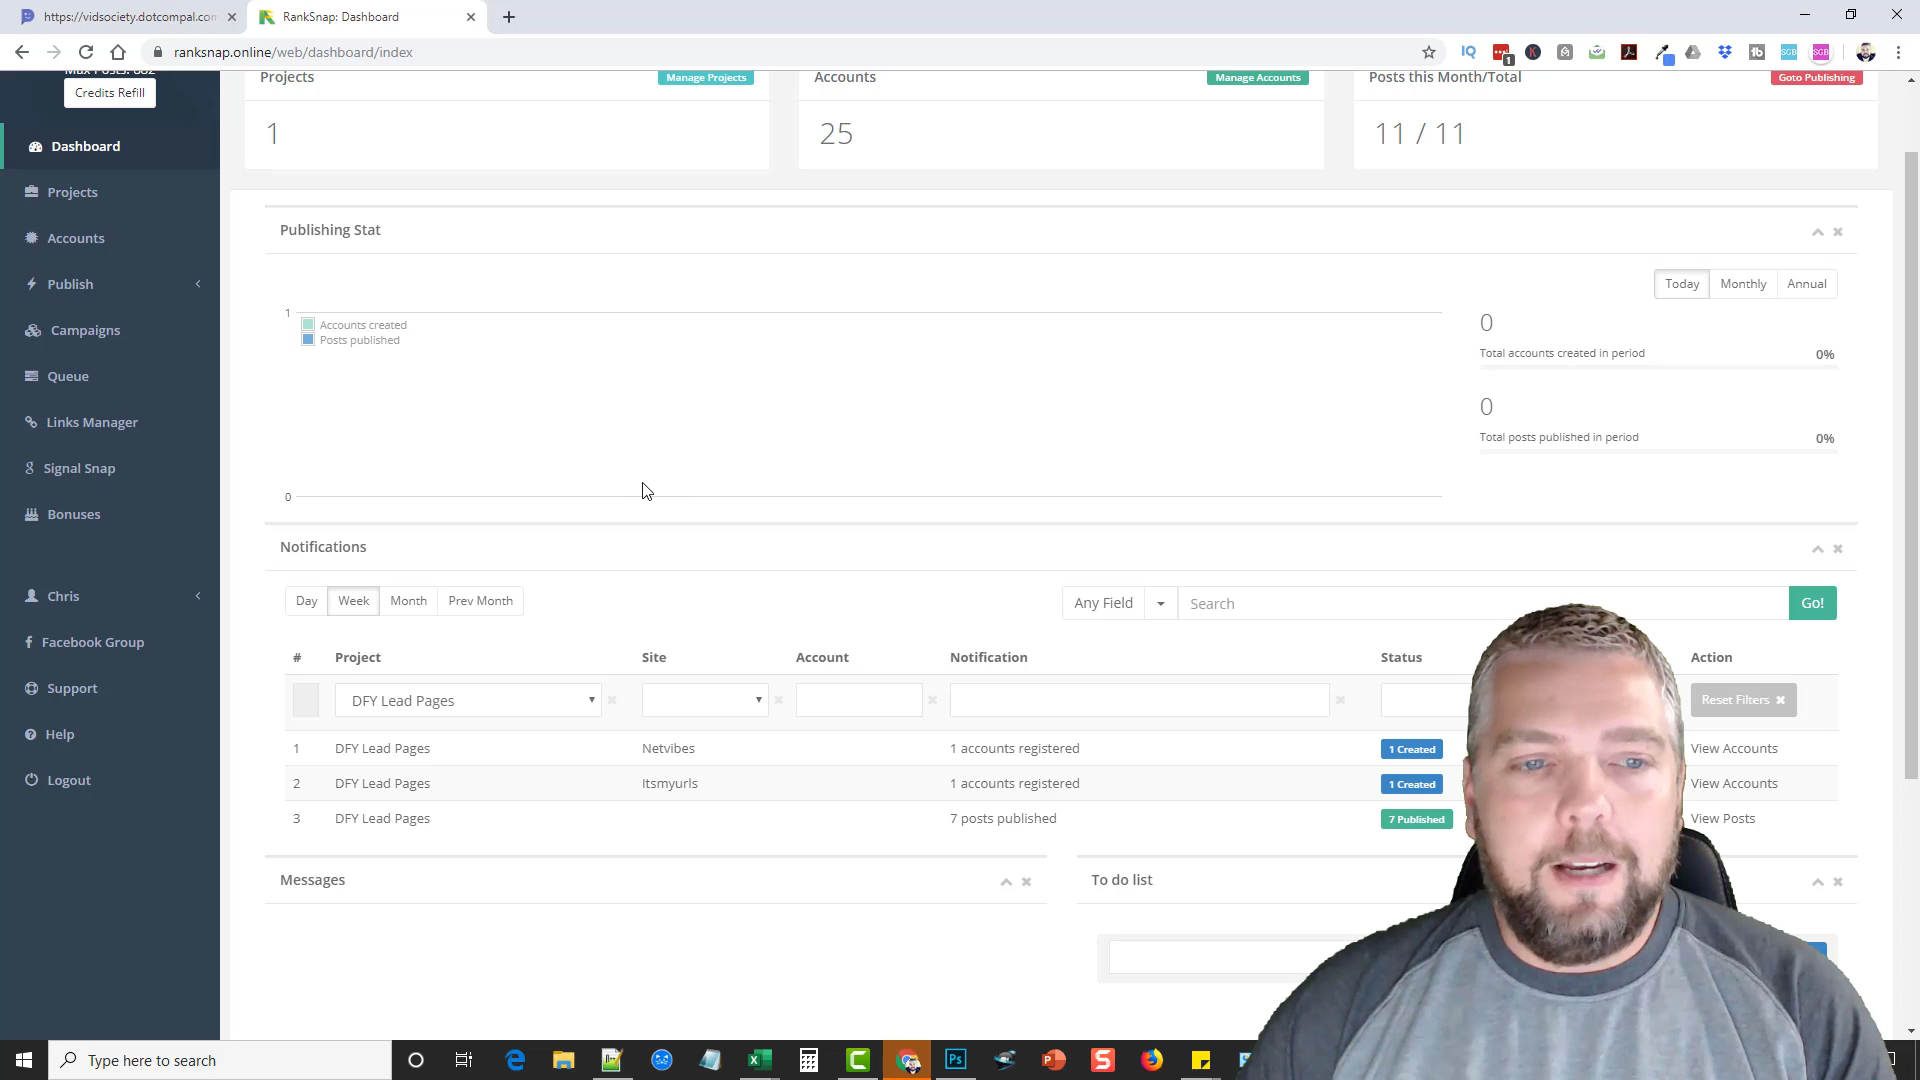 https://vidsociety.dotcompal.com
RankSnap: Dashboard
ranksnap.online/web/dashboard/index
Credits Refill
Dashboard
Projects
Accounts
Publish
Campaigns
Queue
Links Manager
Signal Snap
Bonuses
Chris
Facebook Group
Support
Help
Logout
Projects
Manage Projects
1
Accounts
Manage Accounts
25
Posts this Month/Total
Goto Publishing
11 / 11
Publishing Stat
Today Monthly Annual
1
Accounts created
Posts published
0
0
Total accounts created in period 0%
0
Total posts published in period 0%
Notifications
Day Week Month Prev Month
Any Field Search Go!
# Project Site Account Notification Status Action
DFY Lead Pages Reset Filters
1 DFY Lead Pages Netvibes 1 accounts registered 1 Created View Accounts
2 DFY Lead Pages Itsmyurls 1 accounts registered 1 Created View Accounts
3 DFY Lead Pages 7 posts published 7 Published View Posts
Messages
To do list
Type here to search